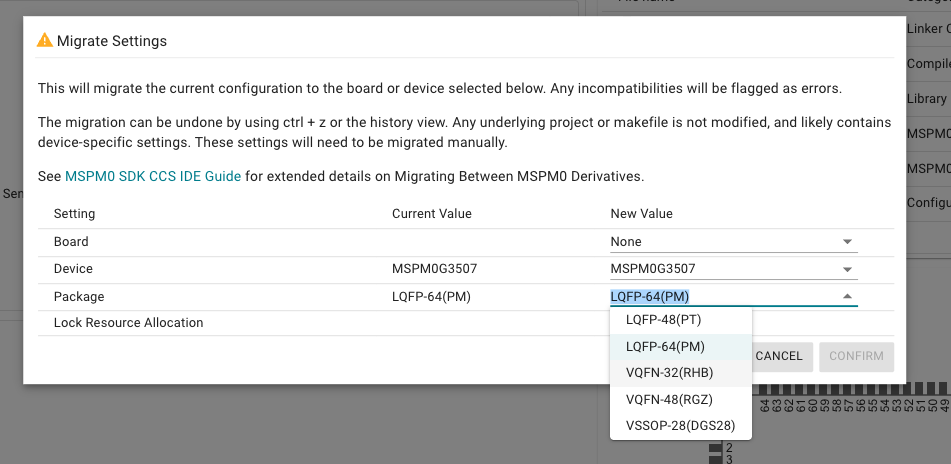 File name
Categor
Migrate Settings
Linker C
This will migrate the current configuration to the board or device selected below. Any incompatibilities will be flagged as errors.
Compile
Library
The migration can be undone by using ctrl + z or the history view. Any underlying project or makefile is not modified, and likely contains
device-specific settings. These settings will need to be migrated manually.
MSPM0
See MSPM0 SDK CCS IDE Guide for extended details on Migrating Between MSPM0 Derivatives.
MSPM0
Sen
Configu
Setting Current Value New Value
Board None
Device MSPM0G3507 MSPM0G3507
Package LQFP-64(PM) LQFP-64(PM)
Lock Resource Allocation
LQFP-48(PT)
LQFP-64(PM)
VQFN-32(RHB)
VQFN-48(RGZ)
VSSOP-28(DGS28)
CANCEL CONFIRM
64 63 62 61 60 59 58 57 56 55 54 53 52 51 50 49
2
3